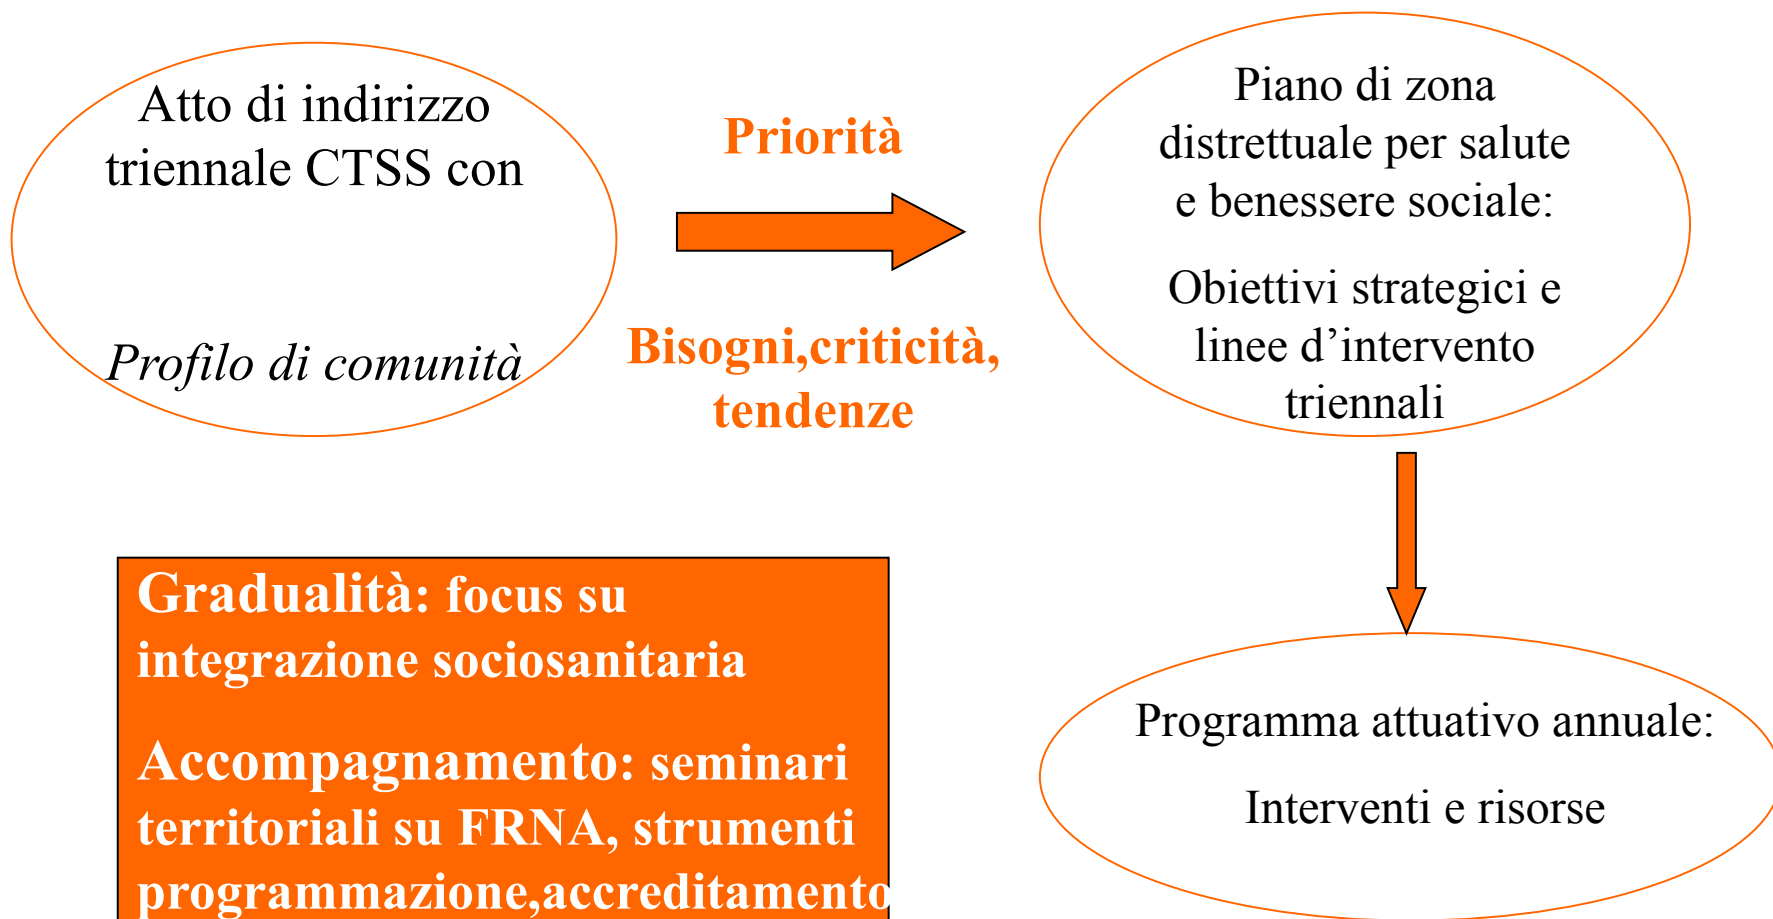 Atto di indirizzo
triennale CTSS con
Profilo di comunità
Priorità
Bisogni,criticità,
tendenze
Piano di zona
distrettuale per salute
e benessere sociale:
Obiettivi strategici e
linee d’intervento
triennali
Gradualità: focus su
integrazione sociosanitaria
Accompagnamento: seminari
territoriali su FRNA, strumenti
programmazione,accreditamento
Programma attuativo annuale:
Interventi e risorse